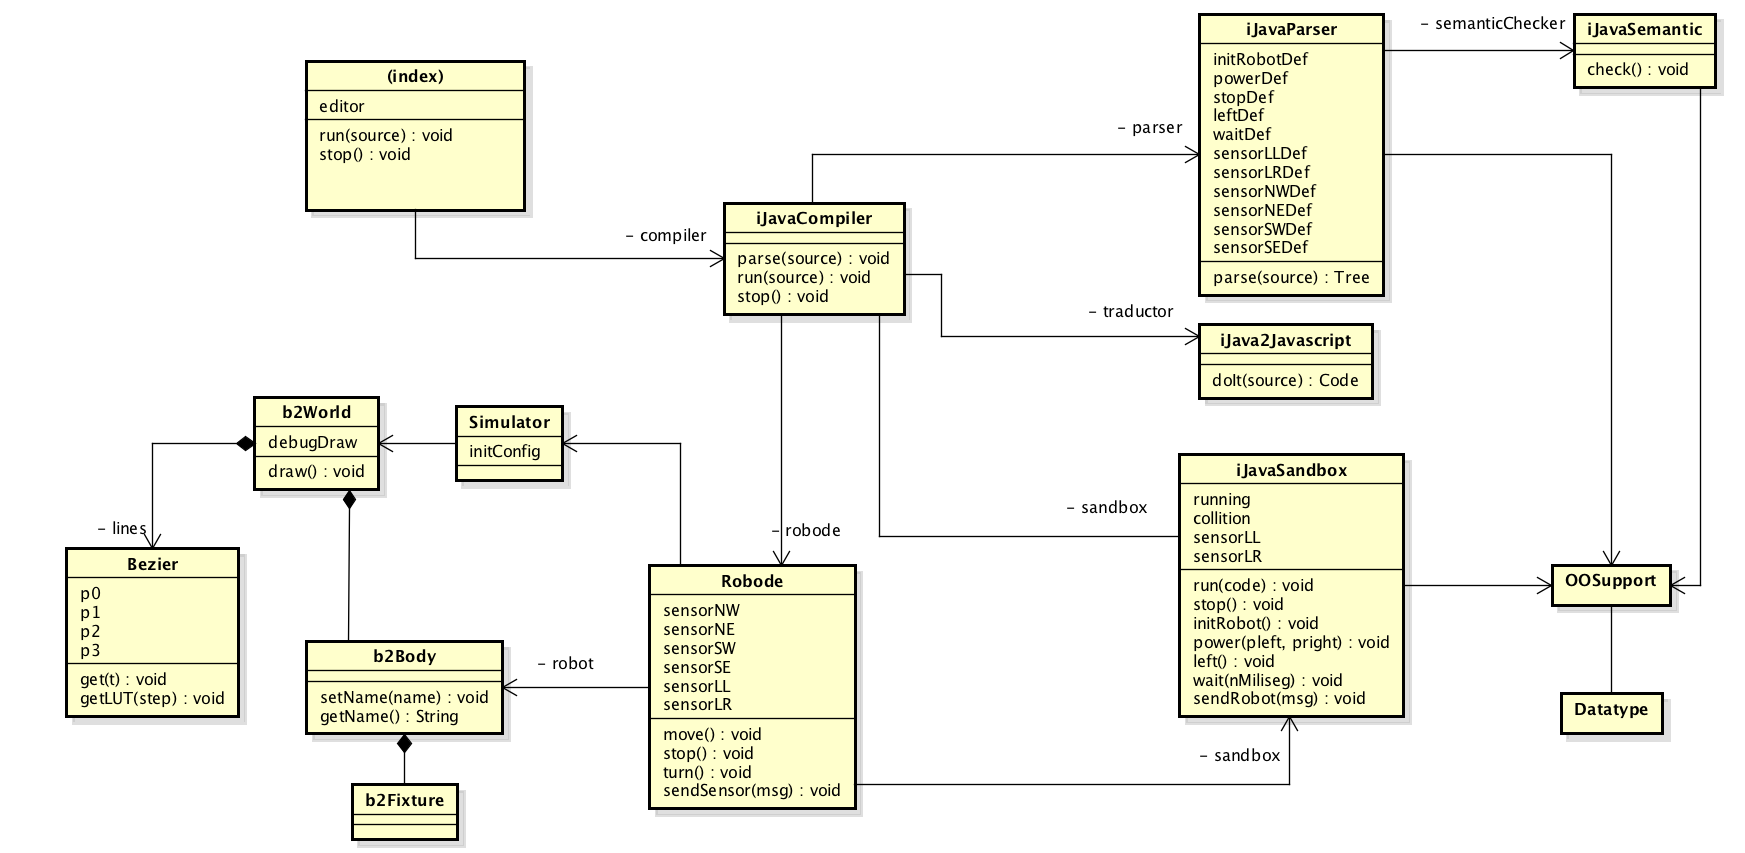 (index)
editor
run(source) : void
stop() : void
- compiler
iJavaCompiler
parse(source) : void
run(source) : void
stop() : void
- parser
iJavaParser
initRobotDef
powerDef
stopDef
leftDef
waitDef
sensorLLDef
sensorLRDef
sensorNWDef
sensorNEDef
sensorSWDef
sensorSEDef
parse(source) : Tree
- semanticChecker
iJavaSemantic
check() : void
- traductor
iJava2Javascript
doIt(source) : Code
b2World
debugDraw
draw() : void
Simulator
initConfig
- lines
Bezier
p0
p1
p2
p3
get(t) : void
getLUT(step) : void
b2Body
setName(name) : void
getName() : String
b2Fixture
- robot
- robode
Robode
sensorNW
sensorNE
sensorSW
sensorSE
sensorLL
sensorLR
move() : void
stop() : void
turn() : void
sendSensor(msg) : void
- sandbox
iJavaSandbox
running
collition
sensorLL
sensorLR
run(code) : void
stop() : void
initRobot() : void
power(pleft, pright) : void
left() : void
wait(nMiliseg) : void
sendRobot(msg) : void
- sandbox
OOSupport
Datatype